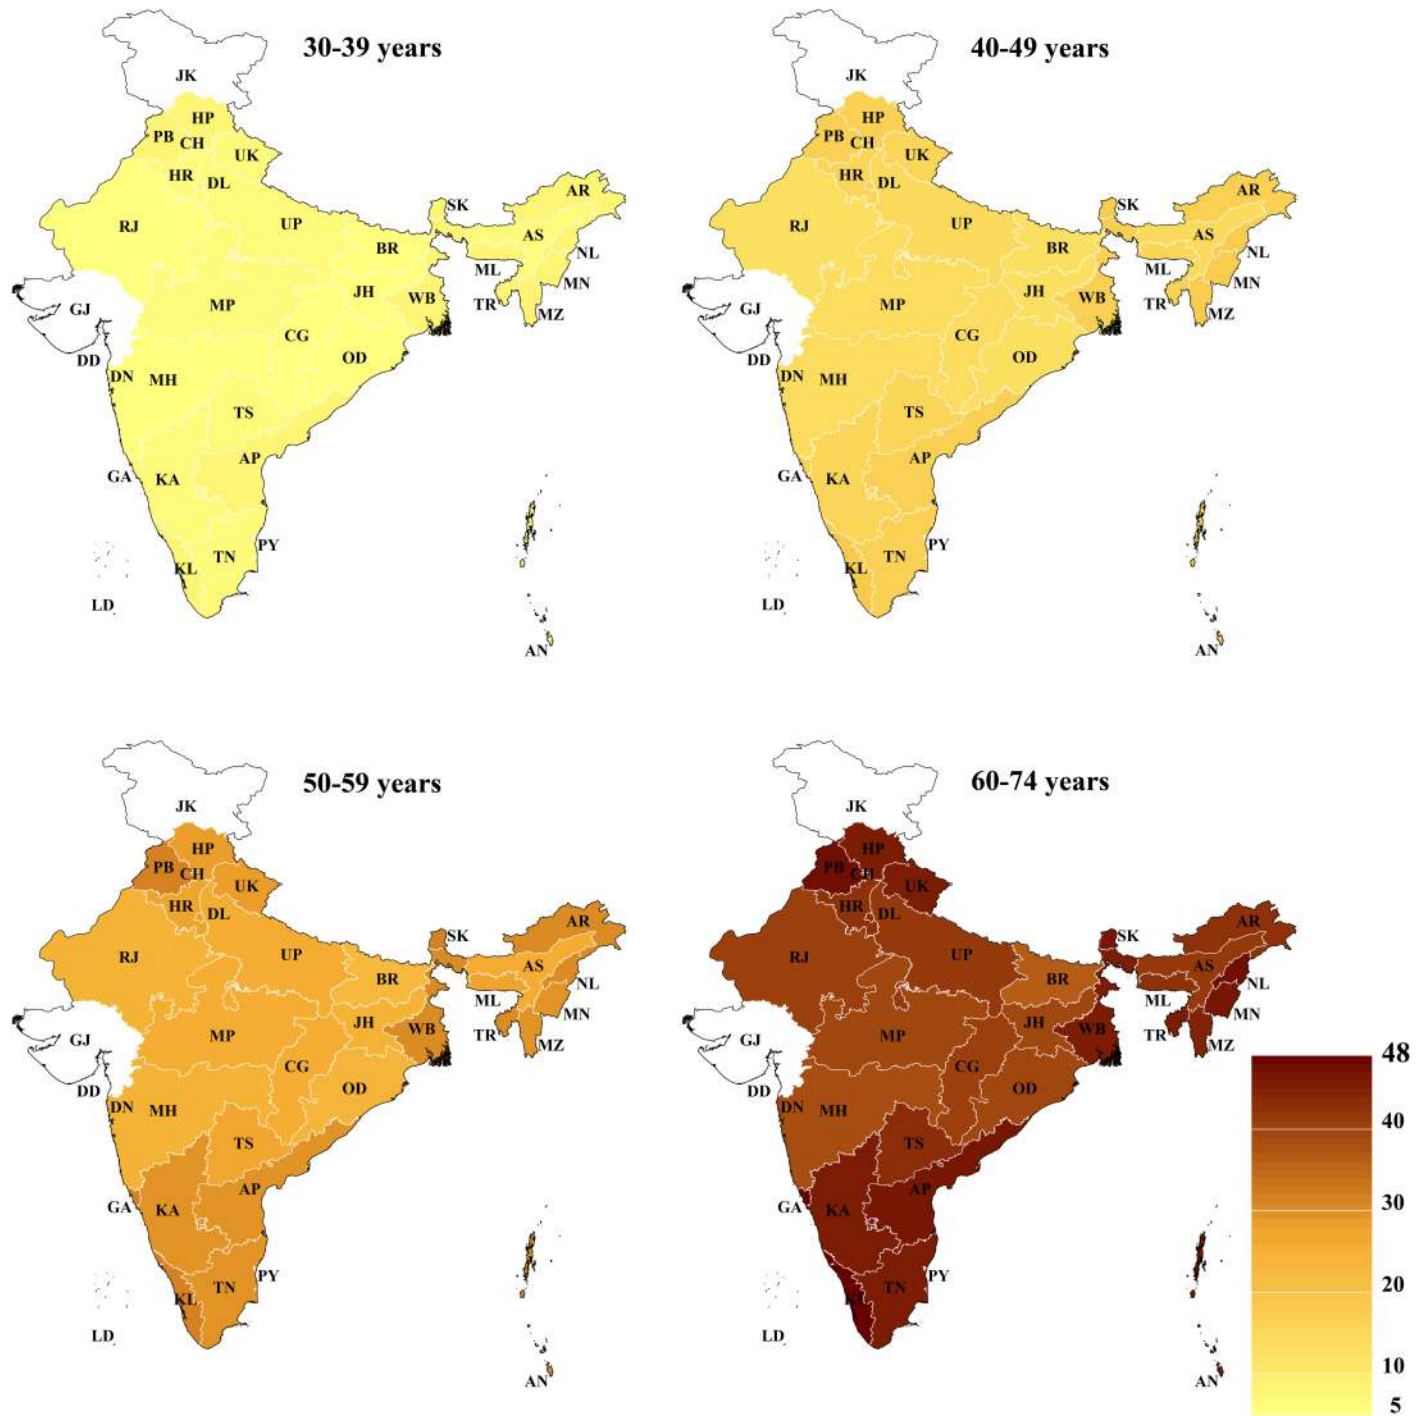 30-39 years
JK
HP
PB
CH
UK
HR
DL
AR
SK
RJ
UP
AS
BR
NL
ML
MN
JH
WB
GJ
MP
TR
MZ
CG
OD
DD
DN
MH
TS
AP
GA
KA
PY
TN
KL
LD
AN
40-49 years
JK
HP
PB
CH
UK
HR
DL
AR
SK
RJ
UP
AS
BR
NL
ML
MN
JH
WB
GJ
MP
TR
MZ
CG
OD
DD
DN
MH
TS
AP
GA
KA
PY
TN
KL
LD
AN
50-59 years
JK
HP
PB
CH
UK
HR
DL
AR
SK
RJ
UP
AS
BR
NL
ML
MN
JH
WB
GJ
MP
TR
MZ
CG
OD
DD
DN
MH
TS
AP
GA
KA
PY
TN
KL
LD
AN
60-74 years
JK
HP
PB
CH
UK
HR
DL
AR
SK
RJ
UP
AS
BR
NL
ML
MN
JH
WB
GJ
MP
TR
MZ
CG
OD
DD
DN
MH
TS
AP
GA
KA
PY
TN
KL
LD
AN
48
40
30
20
10
5